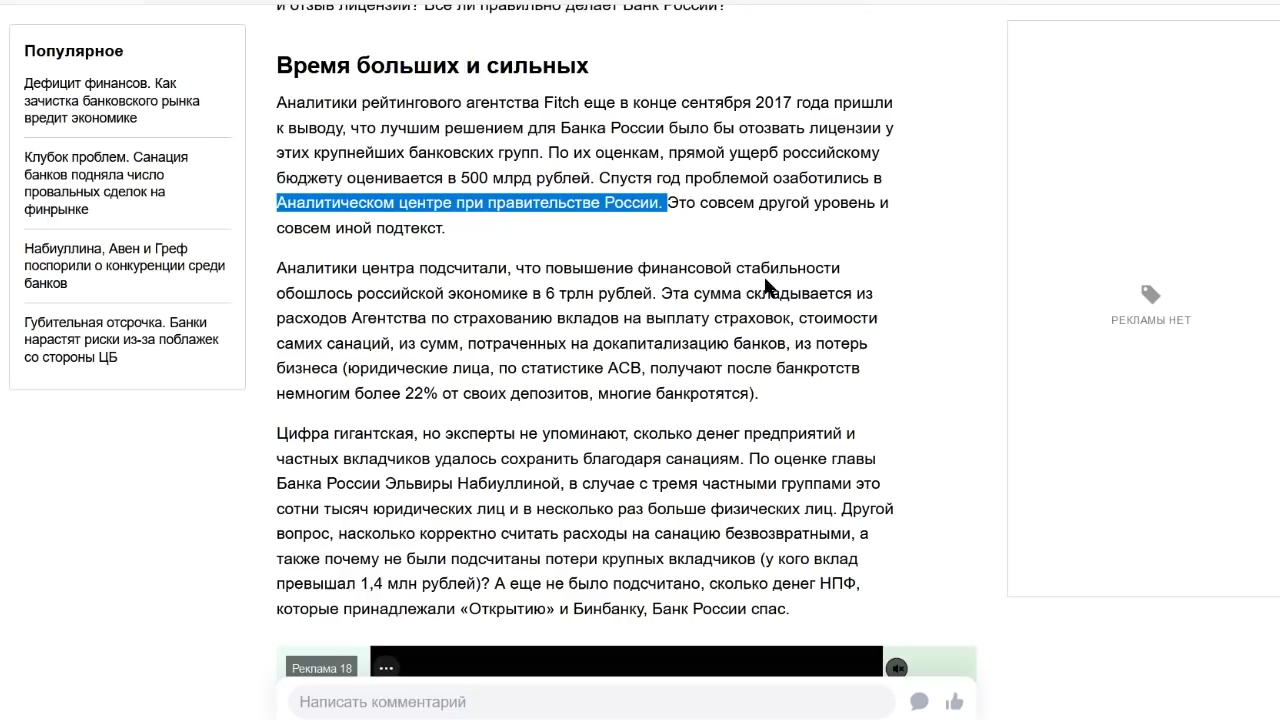 и отзыв лицензии? Все ли правильно делает Банк России?
Популярное
Дефицит финансов. Как
зачистка банковского рынка
вредит экономике
Клубок проблем. Санация
банков подняла число
провальных сделок на
финрынке
Набиуллина, Авен и Греф
поспорили о конкуренции среди
банков
Губительная отсрочка. Банки
нарастят риски из-за поблажек
со стороны ЦБ
Время больших и сильных
Аналитики рейтингового агентства Fitch еще в конце сентября 2017 года пришли
к выводу, что лучшим решением для Банка России было бы отозвать лицензии у
этих крупнейших банковских групп. По их оценкам, прямой ущерб российскому
бюджету оценивается в 500 млрд рублей. Спустя год проблемой озаботились в
Аналитическом центре при правительстве России. Это совсем другой уровень и
совсем иной подтекст.
Аналитики центра подсчитали, что повышение финансовой стабильности
обошлось российской экономике в 6 трлн рублей. Эта сумма складывается из
расходов Агентства по страхованию вкладов на выплату страховок, стоимости
самих санаций, из сумм, потраченных на докапитализацию банков, из потерь
бизнеса (юридические лица, по статистике АСВ, получают после банкротств
немногим более 22% от своих депозитов, многие банкротятся).
Цифра гигантская, но эксперты не упоминают, сколько денег предприятий и
частных вкладчиков удалось сохранить благодаря санациям. По оценке главы
Банка России Эльвиры Набиуллиной, в случае с тремя частными группами это
сотни тысяч юридических лиц и в несколько раз больше физических лиц. Другой
вопрос, насколько корректно считать расходы на санацию безвозвратными, а
также почему не были подсчитаны потери крупных вкладчиков (у кого вклад
превышал 1,4 млн рублей)? А еще не было подсчитано, сколько денег НПФ,
которые принадлежали «Открытию» и Бинбанку, Банк России спас.
РЕКЛАМЫ НЕТ
Реклама 18
Написать комментарий